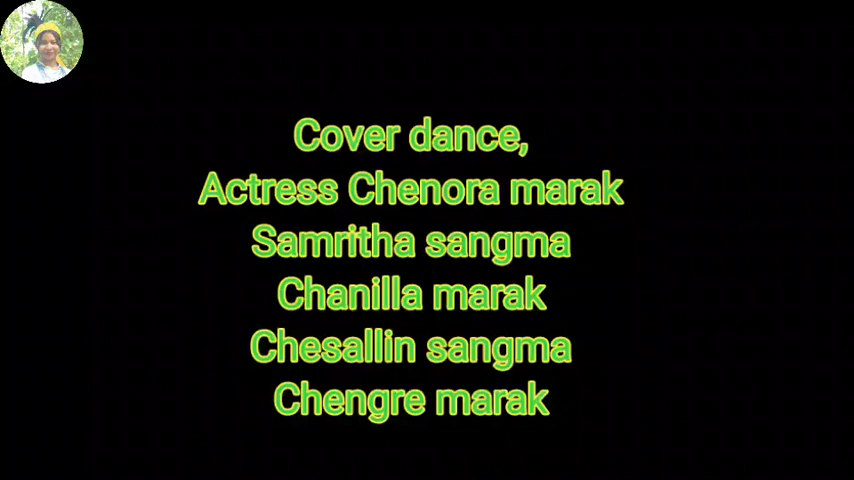 Cover dance,
Actress Chenora marak
Samritha sangma
Chanilla marak
Chesallin sangma
Chengre marak